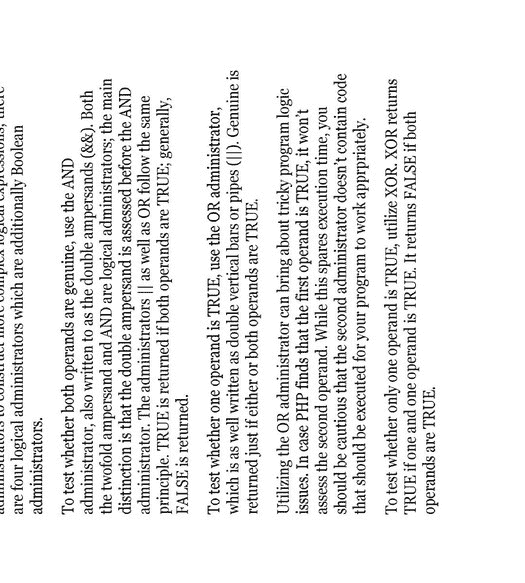 administrators to construct more complex logical expressions, there
are four logical administrators which are additionally Boolean
administrators.
To test whether both operands are genuine, use the AND
administrator, also written to as the double ampersands (&&). Both
the twofold ampersand and AND are logical administrators; the main
distinction is that the double ampersand is assessed before the AND
administrator. The administrators || as well as OR follow the same
principle. TRUE is returned if both operands are TRUE; generally,
FALSE is returned.
To test whether one operand is TRUE, use the OR administrator,
which is as well written as double vertical bars or pipes (||). Genuine is
returned just if either or both operands are TRUE.
Utilizing the OR administrator can bring about tricky program logic
issues. In case PHP finds that the first operand is TRUE, it won't
assess the second operand. While this spares execution time, you
should be cautious that the second administrator doesn't contain code
that should be executed for your program to work apprpriately.
To test whether only one operand is TRUE, utilize XOR. XOR returns
TRUE if one and one operand is TRUE. It returns FALSE if both
operands are TRUE.